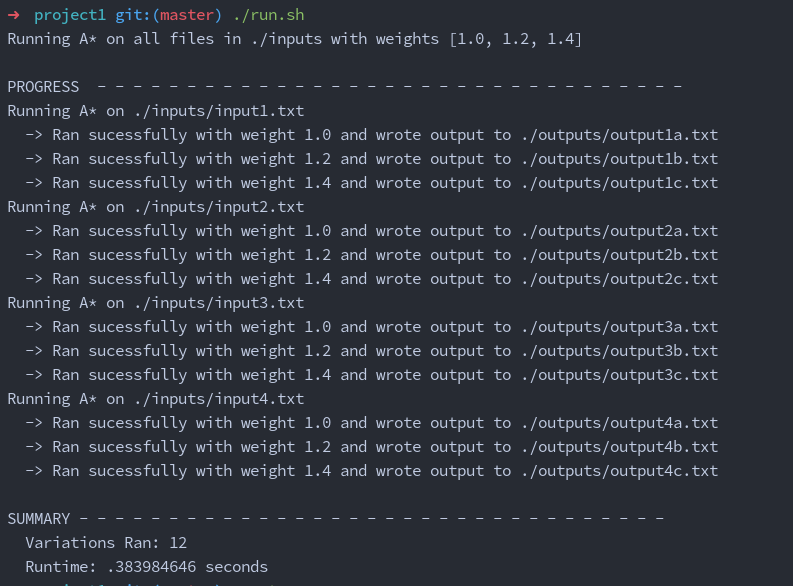 → project1 git:(master) ./run.sh
Running A* on all files in ./inputs with weights [1.0, 1.2, 1.4]
PROGRESS - - - - - - - - - - - - - - - - - - - - - - - - - - - - - - - - -
Running A* on ./inputs/input1.txt
-> Ran sucessfully with weight 1.0 and wrote output to ./outputs/output1a.txt
-> Ran sucessfully with weight 1.2 and wrote output to ./outputs/output1b.txt
-> Ran sucessfully with weight 1.4 and wrote output to ./outputs/output1c.txt
Running A* on ./inputs/input2.txt
-> Ran sucessfully with weight 1.0 and wrote output to ./outputs/output2a.txt
-> Ran sucessfully with weight 1.2 and wrote output to ./outputs/output2b.txt
-> Ran sucessfully with weight 1.4 and wrote output to ./outputs/output2c.txt
Running A* on ./inputs/input3.txt
-> Ran sucessfully with weight 1.0 and wrote output to ./outputs/output3a.txt
-> Ran sucessfully with weight 1.2 and wrote output to ./outputs/output3b.txt
-> Ran sucessfully with weight 1.4 and wrote output to ./outputs/output3c.txt
Running A* on ./inputs/input4.txt
-> Ran sucessfully with weight 1.0 and wrote output to ./outputs/output4a.txt
-> Ran sucessfully with weight 1.2 and wrote output to ./outputs/output4b.txt
-> Ran sucessfully with weight 1.4 and wrote output to ./outputs/output4c.txt
SUMMARY - - - - - - - - - - - - - - - - - - - - - - - - - - - - - - - - -
Variations Ran: 12
Runtime: .383984646 seconds